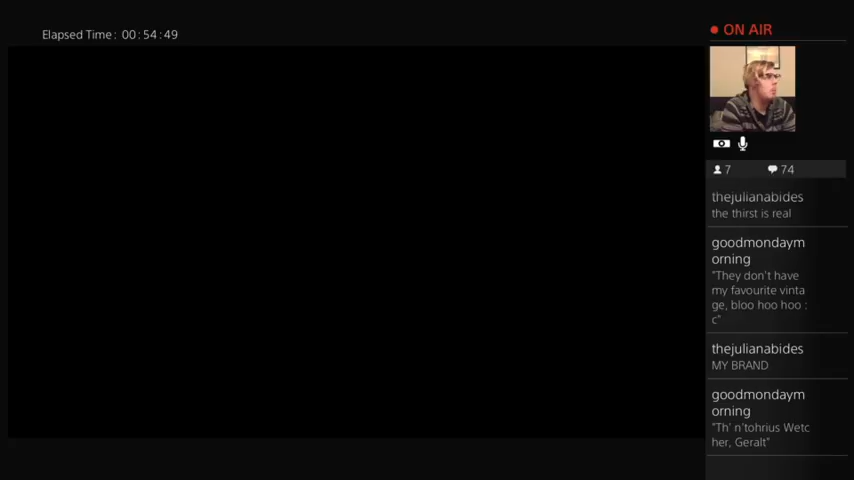 Elapsed Time: 00:54:49
ON AIR
7 74
thejulianabides
the thirst is real
goodmondaym
orning
"They don't have
my favourite vinta
ge, bloo hoo hoo :
c"
thejulianabides
MY BRAND
goodmondaym
orning
"Th' n'tohrius Wetc
her, Geralt"